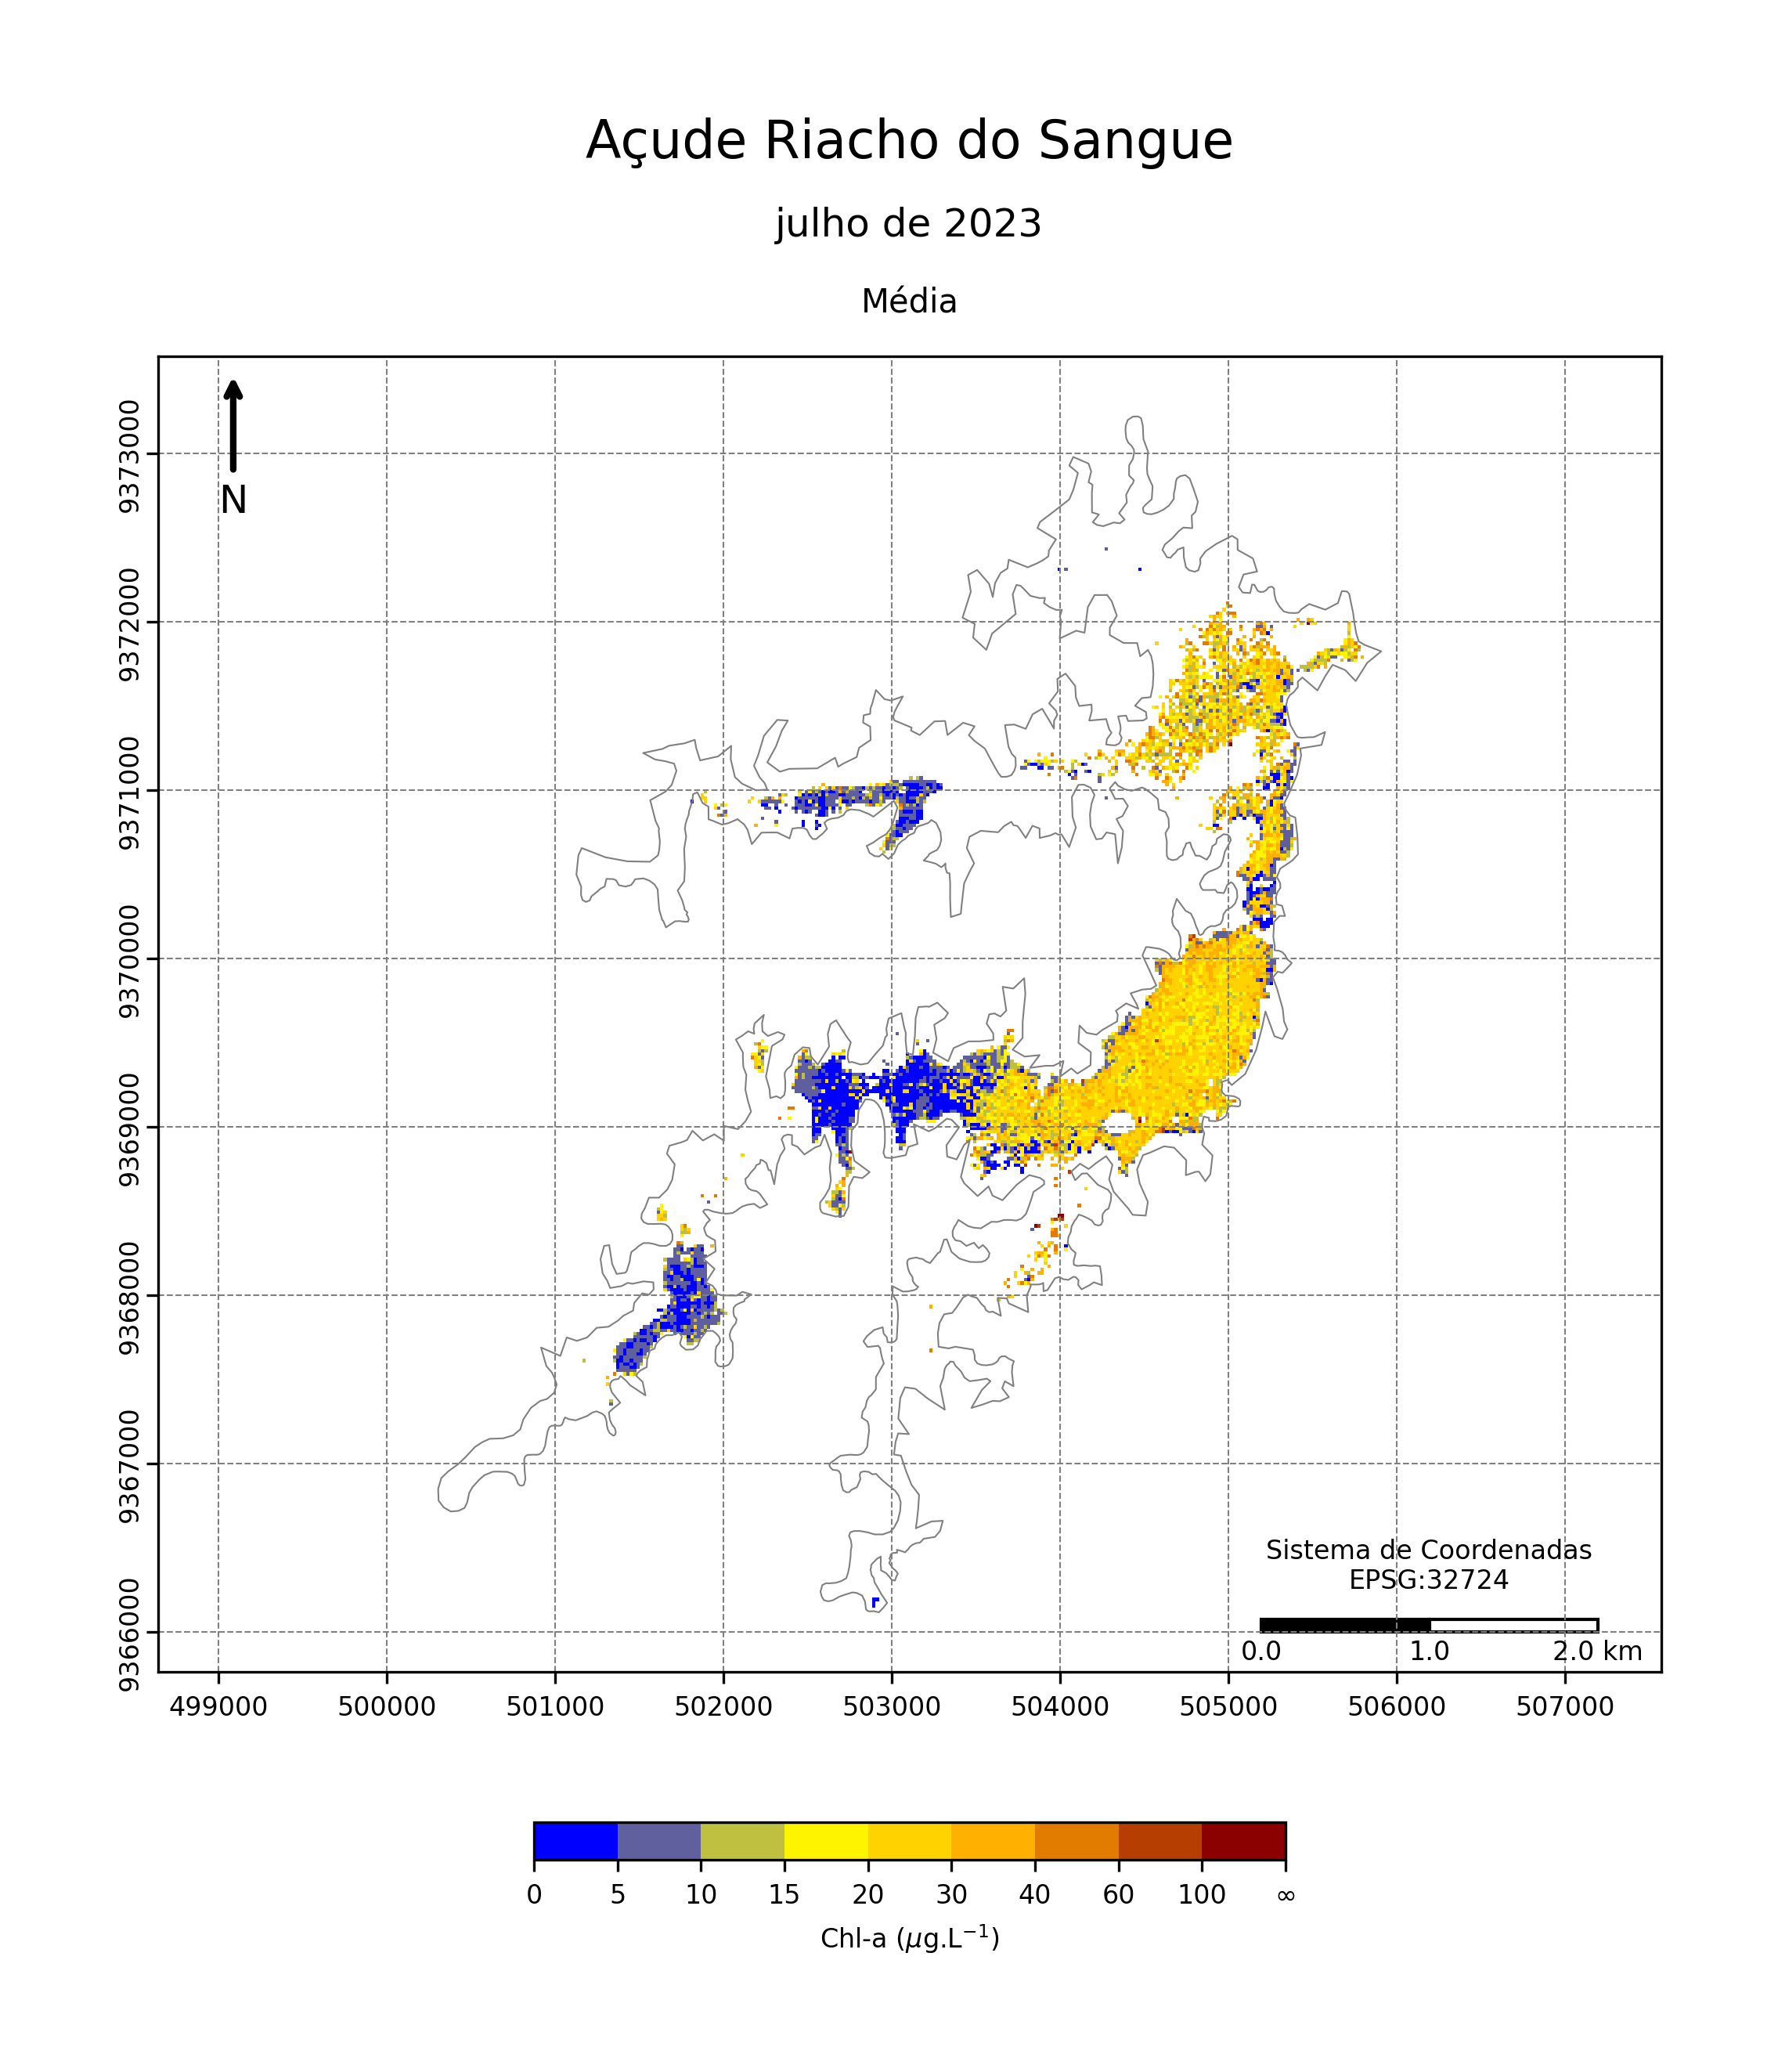 Açude Riacho do Sangue
julho de 2023
Média
N
9373000
9372000
9371000
9370000
9369000
9368000
9367000
9366000
Sistema de Coordenadas
EPSG:32724
0.0 1.0 2.0 km
499000 500000 501000 502000 503000 504000 505000 506000 507000
0 5 10 15 20 30 40 60 100 ∞
Chl-a (μg.L⁻¹)